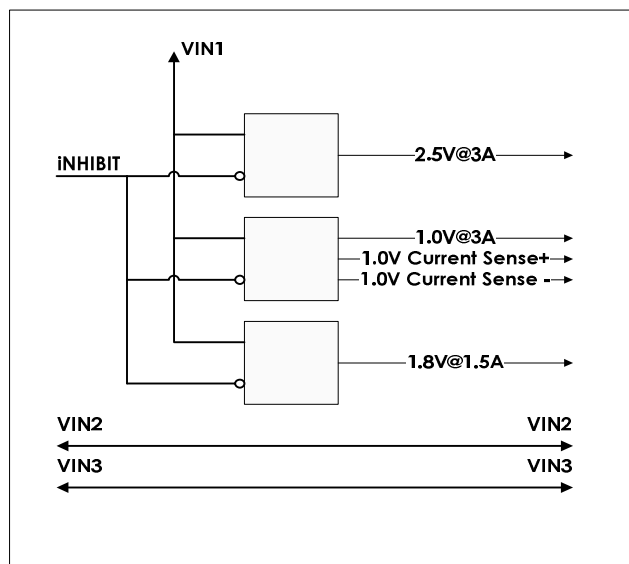 VIN1
iNHIBIT
2.5V@3A
1.0V@3A
1.0V Current Sense+
1.0V Current Sense -
1.8V@1.5A
VIN2 VIN2
VIN3 VIN3